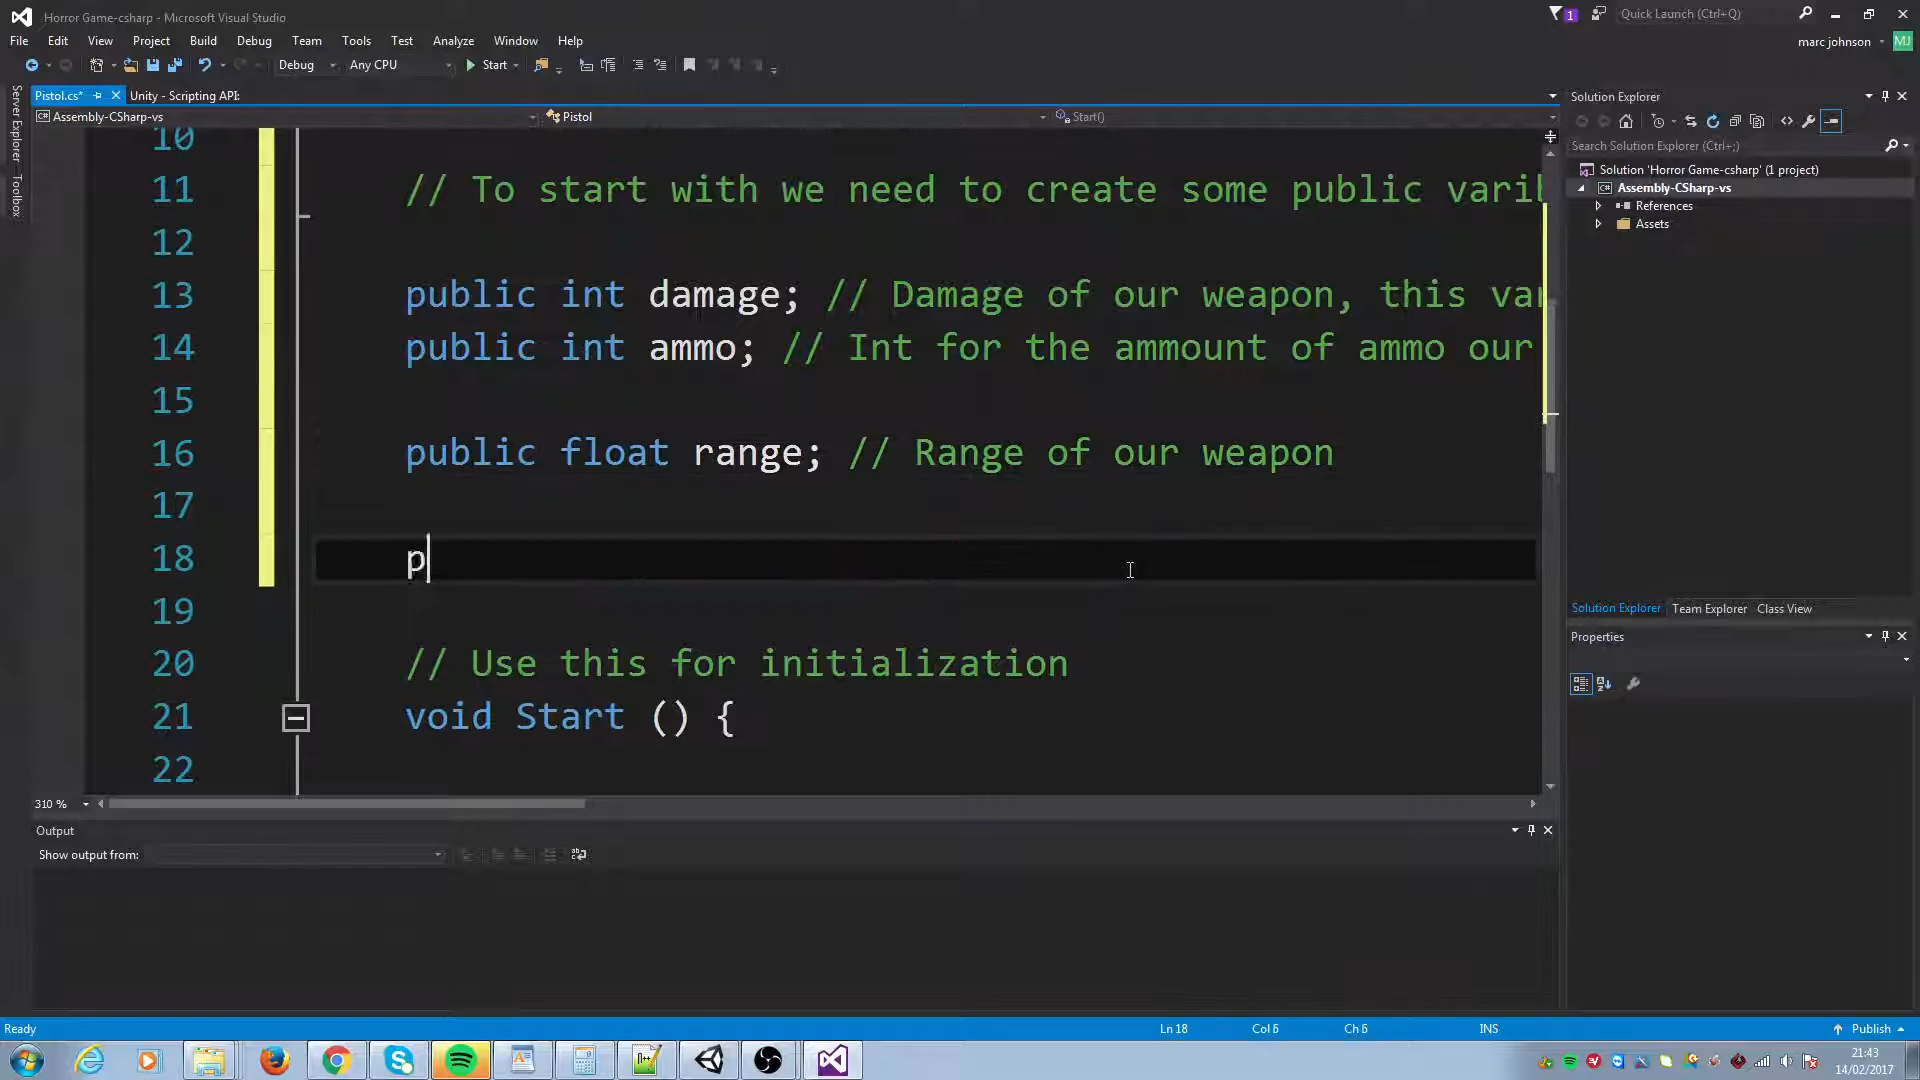 Horror Game-csharp - Microsoft Visual Studio
1
Quick Launch (Ctrl+Q)
File Edit View Project Build Debug Team Tools Test Analyze Window Help
marc johnson
MJ
Debug Any CPU Start
Server Explorer
Toolbox
Pistol.cs* Unity - Scripting API:
Assembly-CSharp-vs Pistol Start()
10
11 // To start with we need to create some public varib
12
13 public int damage; // Damage of our weapon, this var
14 public int ammo; // Int for the ammount of ammo our
15
16 public float range; // Range of our weapon
17
18 p
19
20 // Use this for initialization
21 void Start () {
22
310 %
Output
Show output from:
Solution Explorer
Search Solution Explorer (Ctrl+;)
Solution 'Horror Game-csharp' (1 project)
Assembly-CSharp-vs
References
Assets
Solution Explorer Team Explorer Class View
Properties
Ready Ln 18 Col 6 Ch 6 INS Publish
21:43
14/02/2017